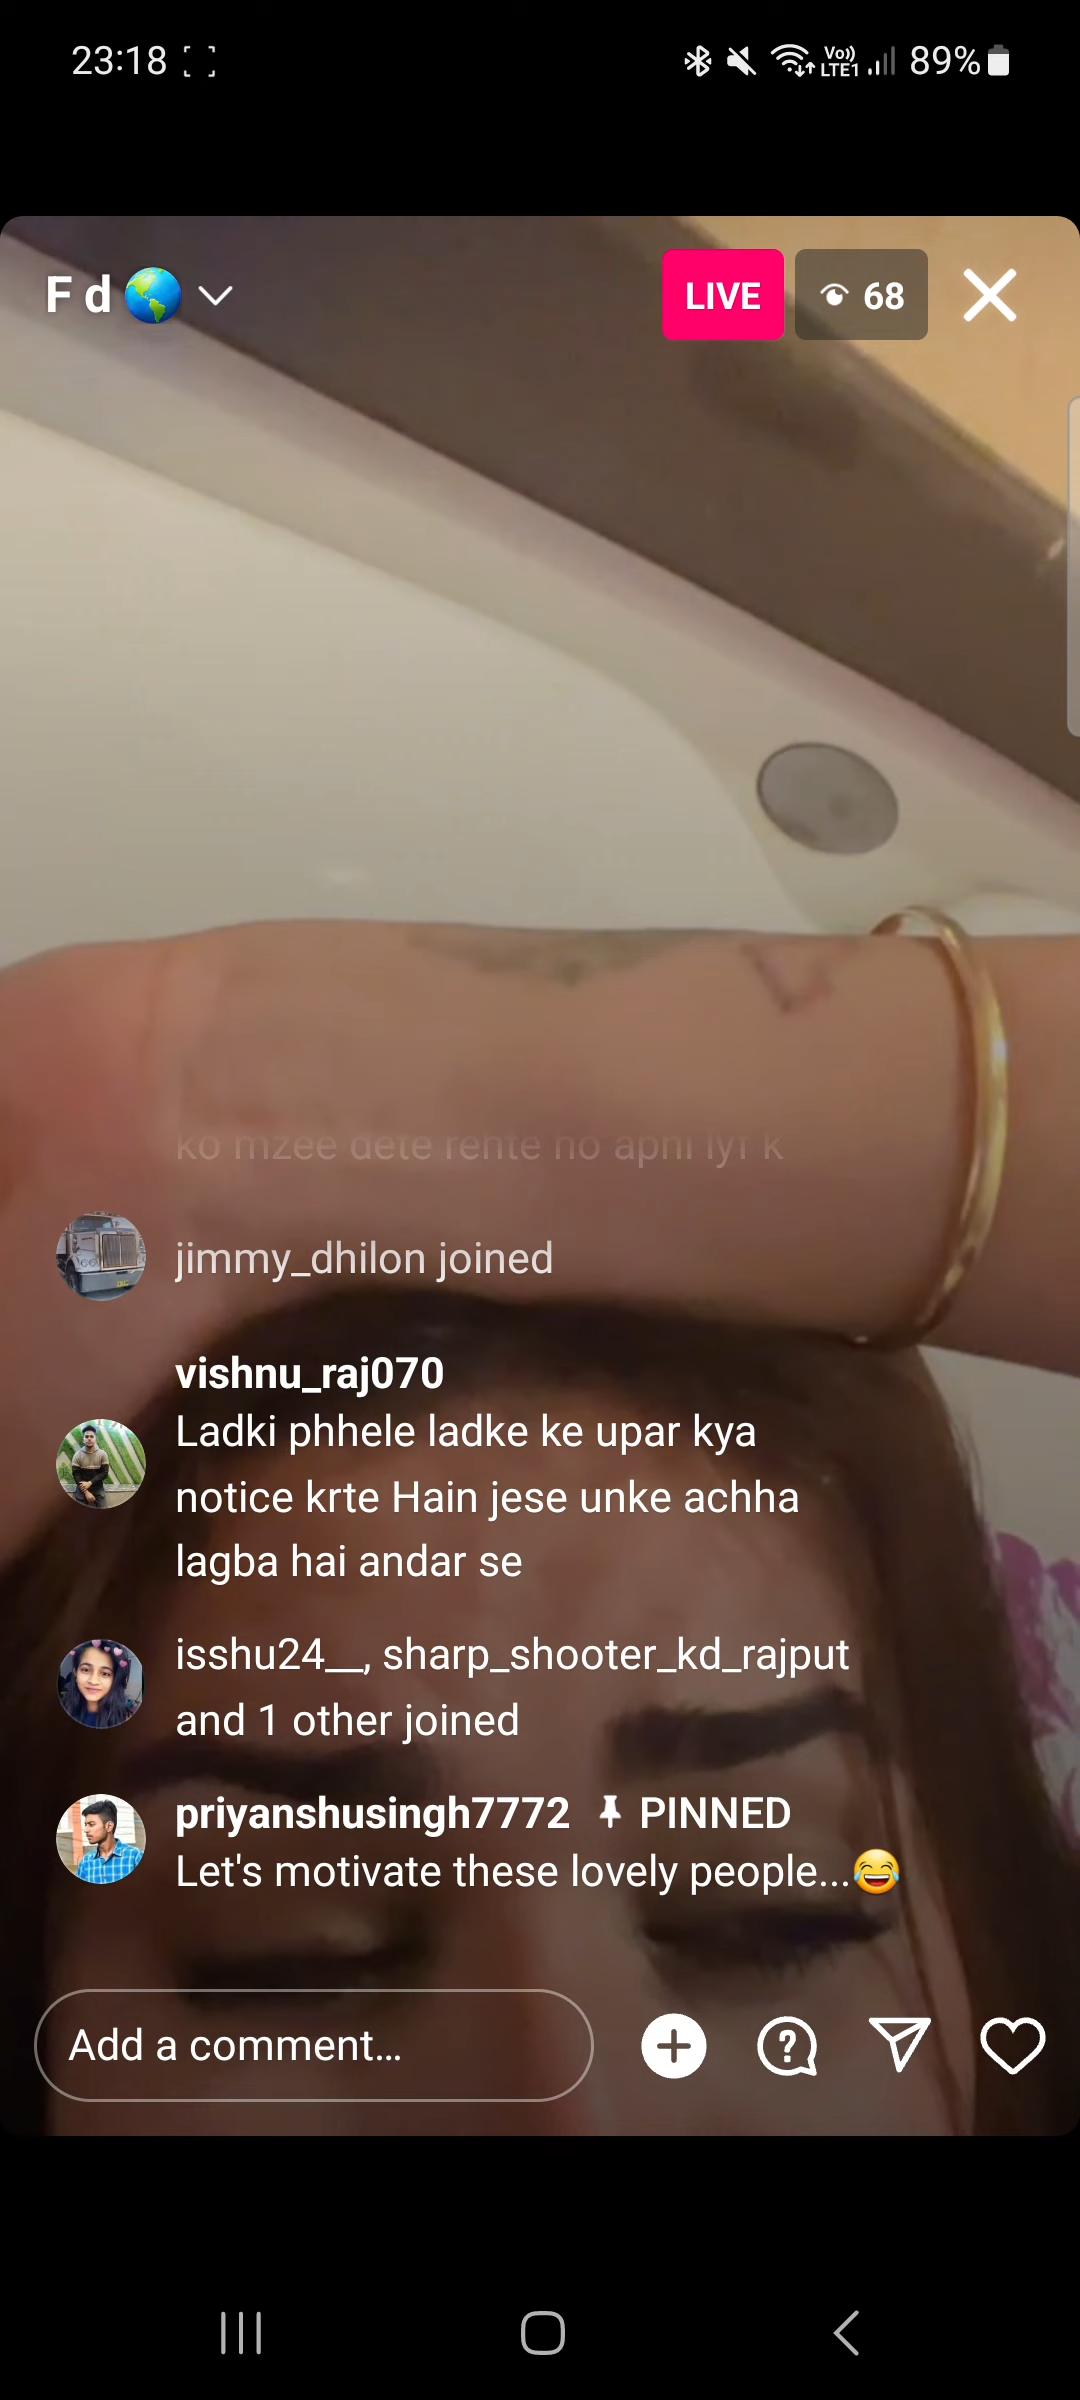 23:18
Vo)) LTE1 89%
F d
LIVE 68
ko mzee dete rehte ho apni lyf k
jimmy_dhilon joined
vishnu_raj070
Ladki phhele ladke ke upar kya
notice krte Hain jese unke achha
lagba hai andar se
isshu24__, sharp_shooter_kd_rajput
and 1 other joined
priyanshusingh7772 PINNED
Let's motivate these lovely people...😂
Add a comment...